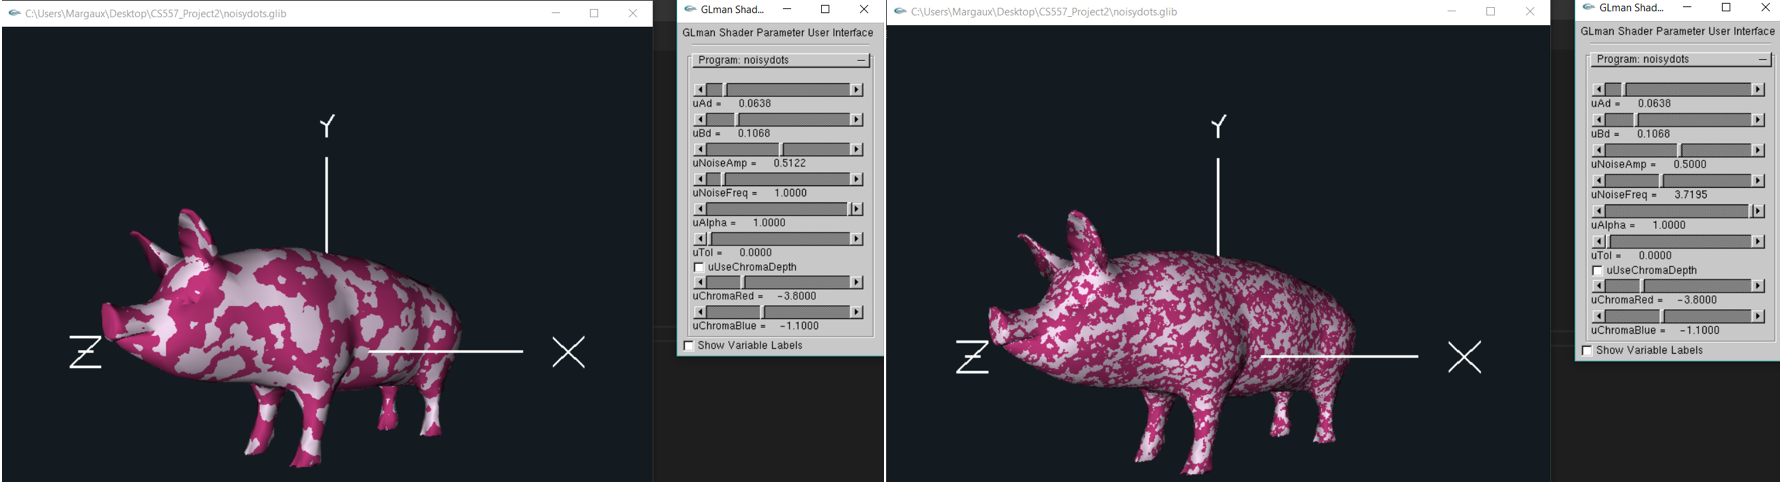 C:\Users\Margaux\Desktop\CS557_Project2\noisydots.glib
Y
Z
X
GLman Shad...
GLman Shader Parameter User Interface
Program: noisydots
uAd = 0.0638
uBd = 0.1068
uNoiseAmp = 0.5122
uNoiseFreq = 1.0000
uAlpha = 1.0000
uTol = 0.0000
uUseChromaDepth
uChromaRed = -3.8000
uChromaBlue = -1.1000
Show Variable Labels
C:\Users\Margaux\Desktop\CS557_Project2\noisydots.glib
Y
Z
X
GLman Shad...
GLman Shader Parameter User Interface
Program: noisydots
uAd = 0.0638
uBd = 0.1068
uNoiseAmp = 0.5000
uNoiseFreq = 3.7195
uAlpha = 1.0000
uTol = 0.0000
uUseChromaDepth
uChromaRed = -3.8000
uChromaBlue = -1.1000
Show Variable Labels